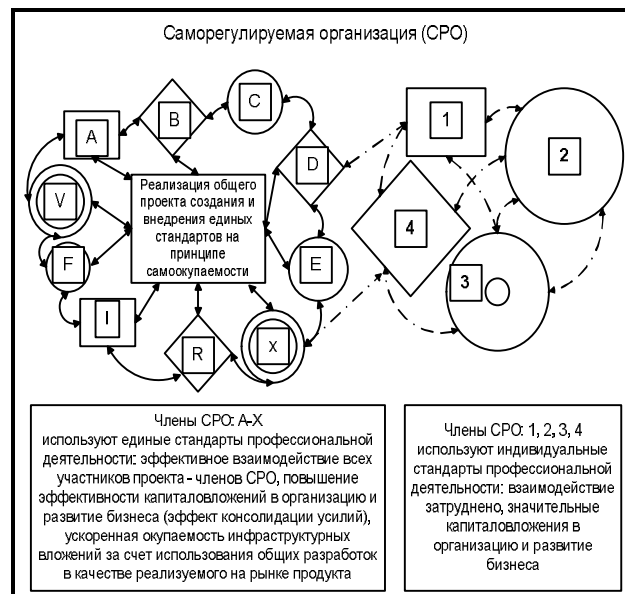 Саморегулируемая организация (СРО)
A
B
C
D
E
X
R
I
F
V
Реализация общего
проекта создания и
внедрения единых
стандартов на
принципе
самоокупаемости
1
2
3
4
Члены СРО: А-Х
используют единые стандарты профессиональной
деятельности: эффективное взаимодействие всех
участников проекта - членов СРО, повышение
эффективности капиталовложений в организацию и
развитие бизнеса (эффект консолидации усилий),
ускоренная окупаемость инфраструктурных
вложений за счет использования общих разработок
в качестве реализуемого на рынке продукта
Члены СРО: 1, 2, 3, 4
используют индивидуальные
стандарты профессиональной
деятельности: взаимодействие
затруднено, значительные
капиталовложения в
организацию и развитие
бизнеса